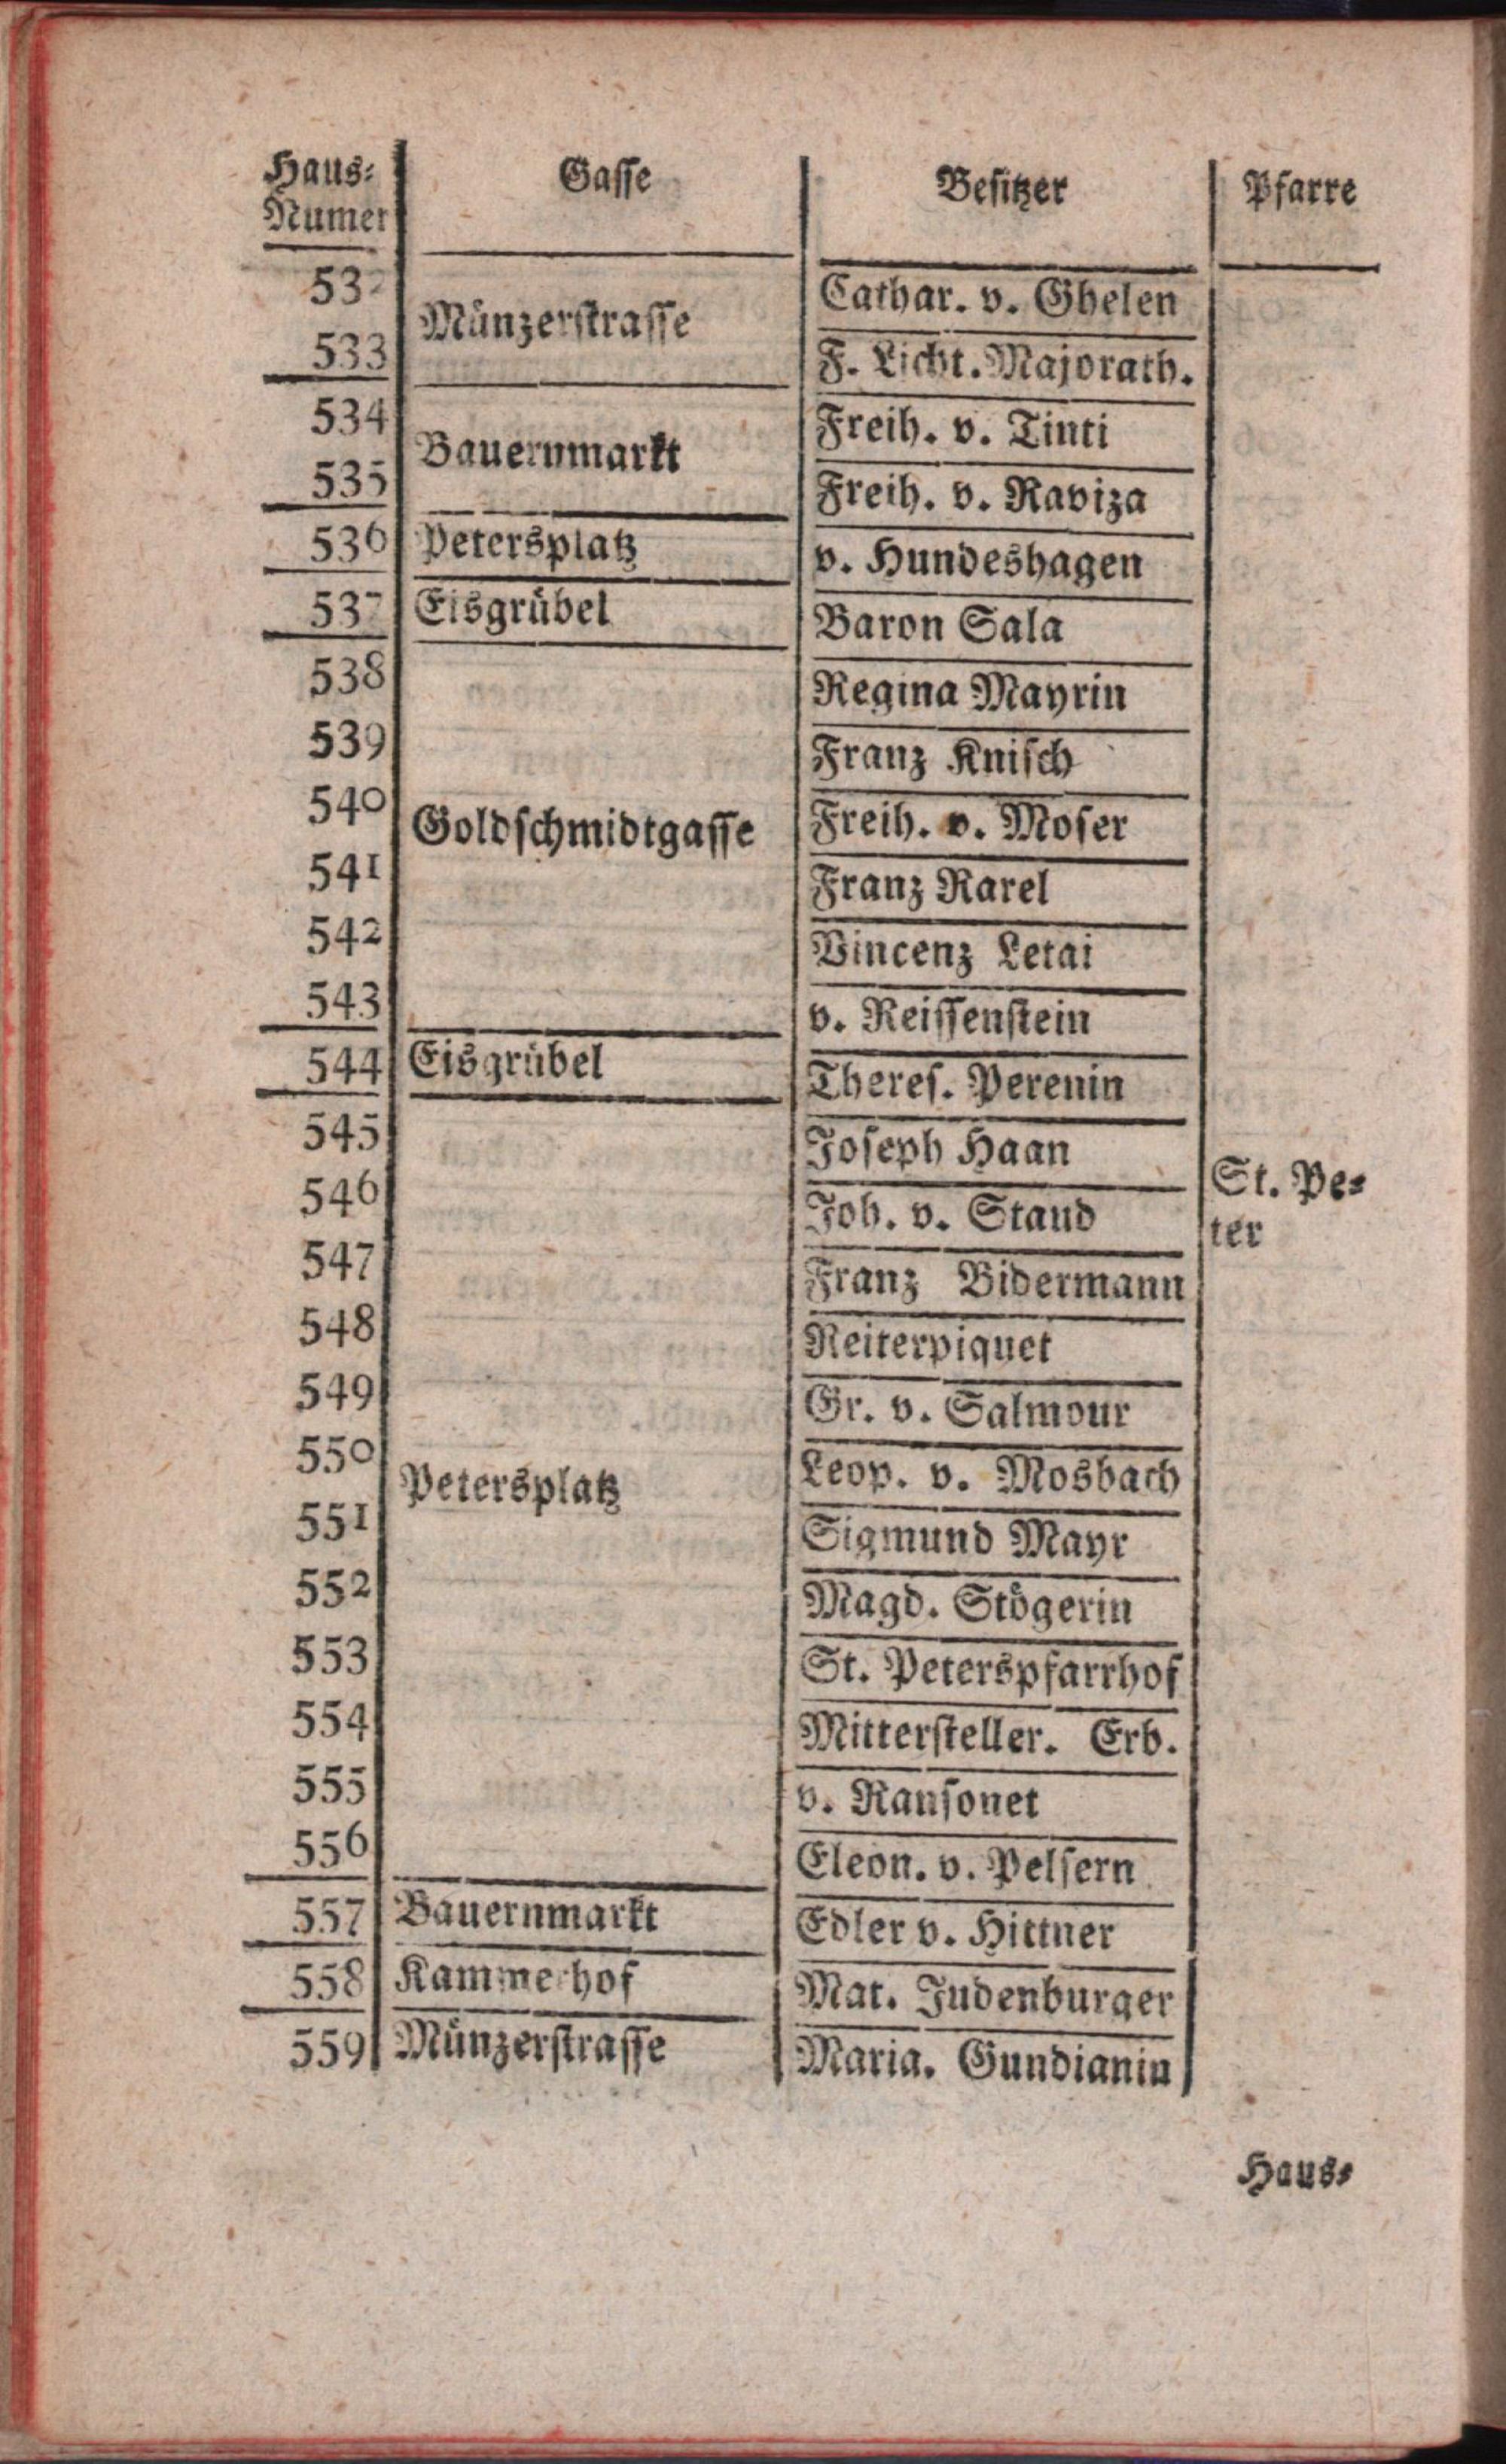 Haus- Gasse Besitzer Pfarre
Numer
532 Münzerstrasse Cathar. v. Ghelen
533 F. Licht. Majorath.
534 Bauernmarkt Freih. v. Tinti
535 Freih. v. Raviza
536 Petersplatz v. Hundeshagen
537 Eisgrübel Baron Sala
538 Regina Mayrin
539 Franz Knisch
540 Goldschmidtgasse Freih. v. Moser
541 Franz Rarel
542 Vincenz Letai
543 v. Reissenstein
544 Eisgrübel Theres. Perenin
545 Joseph Haan
546 Joh. v. Staud St. Pe-
ter
547 Franz Bidermann
548 Reiterpiquet
549 Gr. v. Salmour
550 Petersplatz Leop. v. Mosbach
551 Sigmund Mayr
552 Magd. Stögerin
553 St. Peterspfarrhof
554 Mittersteller. Erb.
555 v. Ransonet
556 Eleon. v. Pelsern
557 Bauernmarkt Edler v. Hittner
558 Kammerhof Mat. Judenburger
559 Münzerstrasse Maria. Gundianin
Haus-